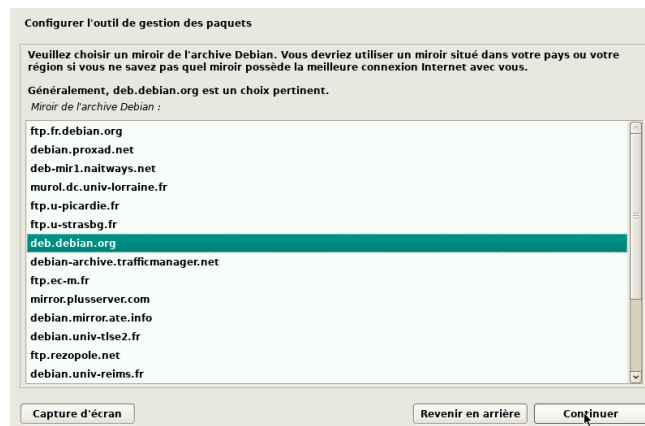 Configurer l'outil de gestion des paquets
Veuillez choisir un miroir de l'archive Debian. Vous devriez utiliser un miroir situé dans votre pays ou votre
région si vous ne savez pas quel miroir possède la meilleure connexion Internet avec vous.
Généralement, deb.debian.org est un choix pertinent.
Miroir de l'archive Debian :
ftp.fr.debian.org
debian.proxad.net
deb-mir1.naitways.net
murol.dc.univ-lorraine.fr
ftp.u-picardie.fr
ftp.u-strasbg.fr
deb.debian.org
debian-archive.trafficmanager.net
ftp.ec-m.fr
mirror.plusserver.com
debian.mirror.ate.info
debian.univ-tlse2.fr
ftp.rezopole.net
debian.univ-reims.fr
Capture d'écran
Revenir en arrière
Continuer